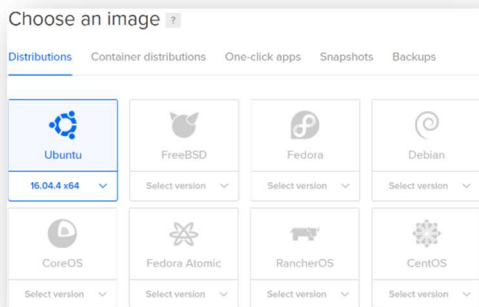 Choose an image ?
Distributions Container distributions One-click apps Snapshots Backups
Ubuntu FreeBSD Fedora Debian
16.04.4 x64 Select version Select version Select version
CoreOS Fedora Atomic RancherOS CentOS
Select version Select version Select version Select version